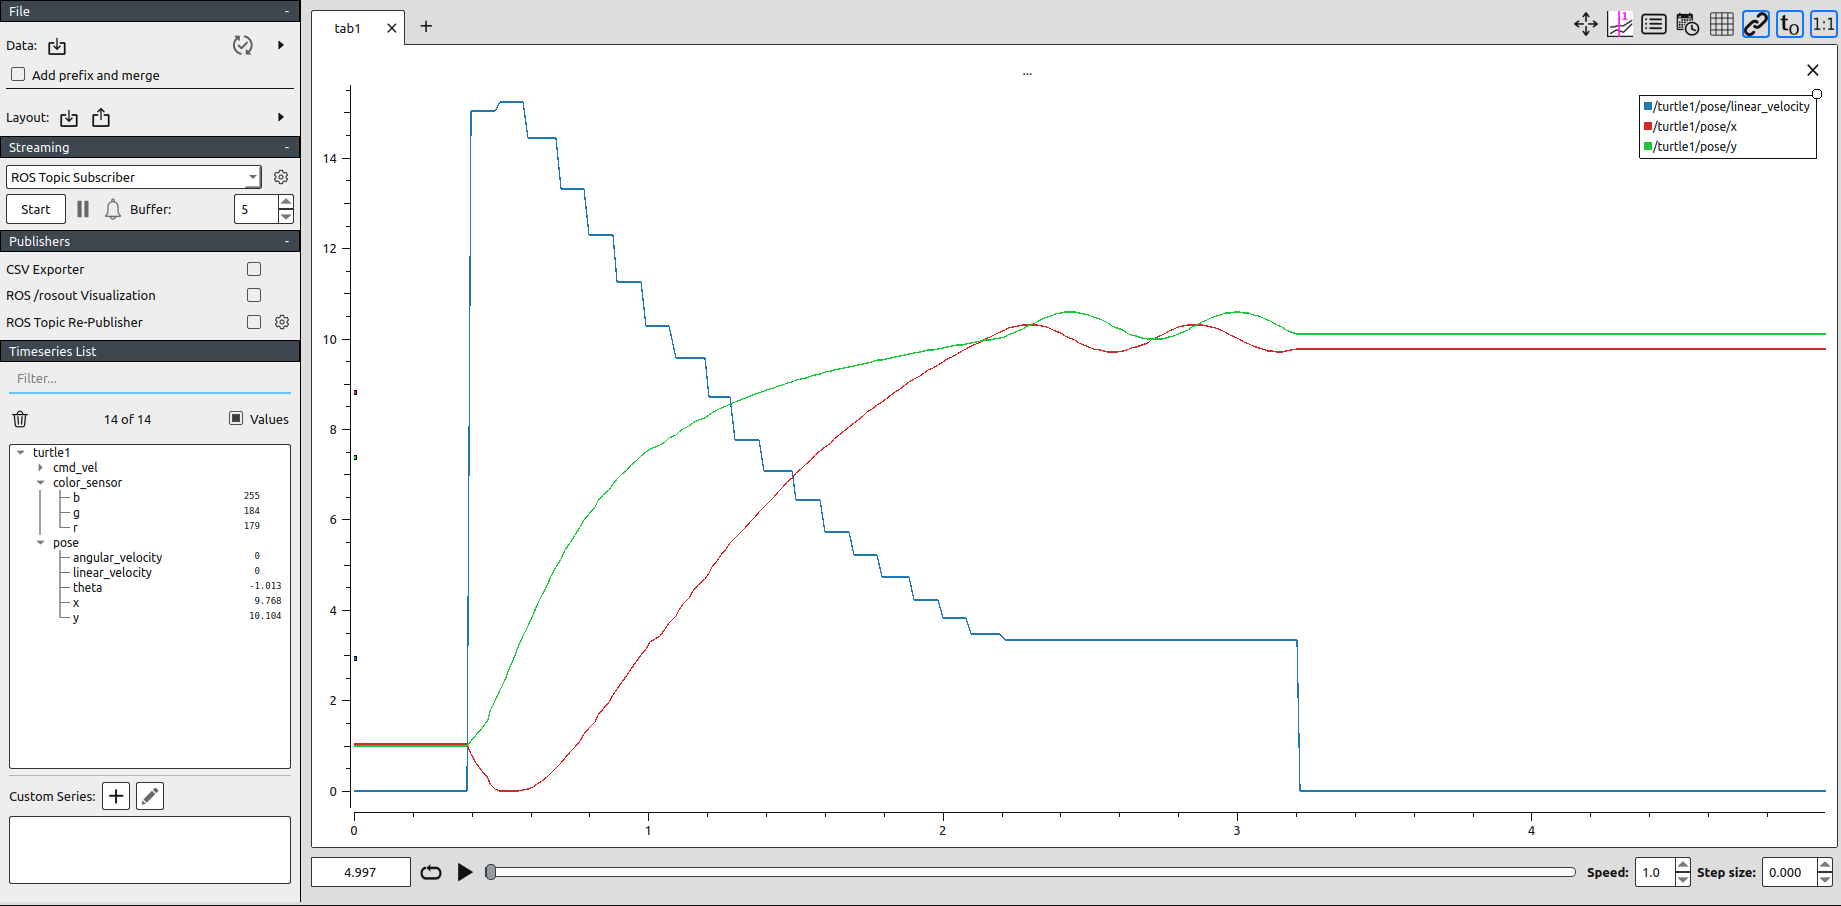 File -
Data:
Add prefix and merge
Layout:
Streaming -
ROS Topic Subscriber
Start Buffer: 5
Publishers -
CSV Exporter
ROS /rosout Visualization
ROS Topic Re-Publisher
Timeseries List
Filter...
14 of 14 Values
turtle1
cmd_vel
color_sensor
b 255
g 184
r 179
pose
angular_velocity 0
linear_velocity 0
theta -1.013
x 9.768
y 10.104
Custom Series: +
tab1 +
1 t0 1:1
...
/turtle1/pose/linear_velocity
/turtle1/pose/x
/turtle1/pose/y
14
12
10
8
6
4
2
0
0 1 2 3 4
4.997 Speed: 1.0 Step size: 0.000